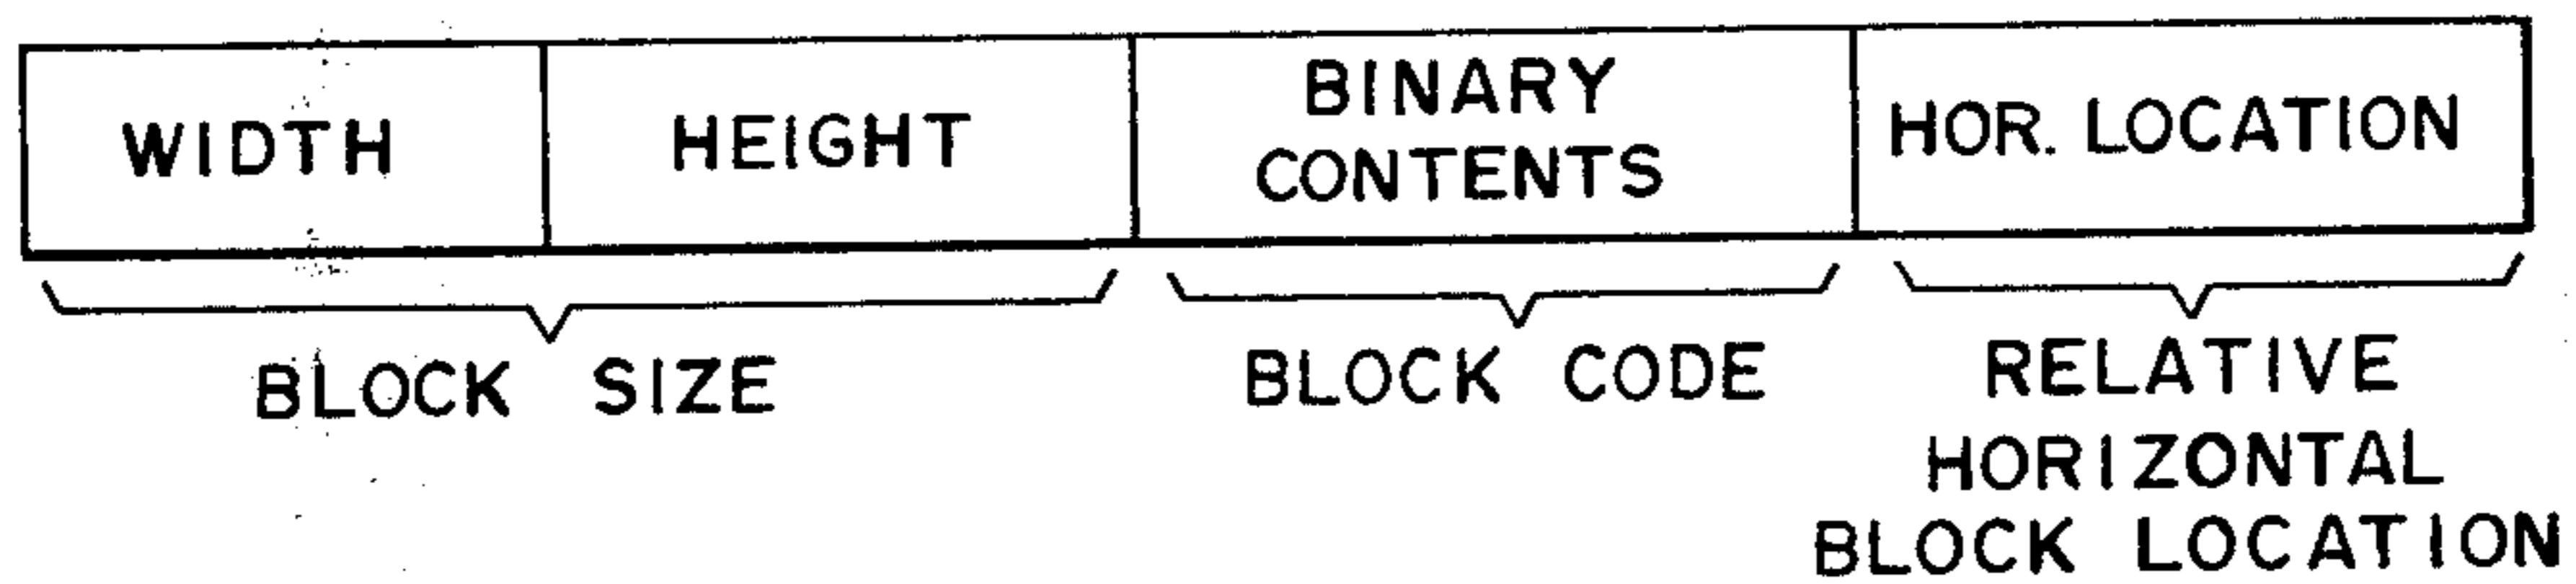 WIDTH
HEIGHT
BINARY
CONTENTS
HOR. LOCATION
BLOCK SIZE
BLOCK CODE
RELATIVE
HORIZONTAL
BLOCK LOCATION